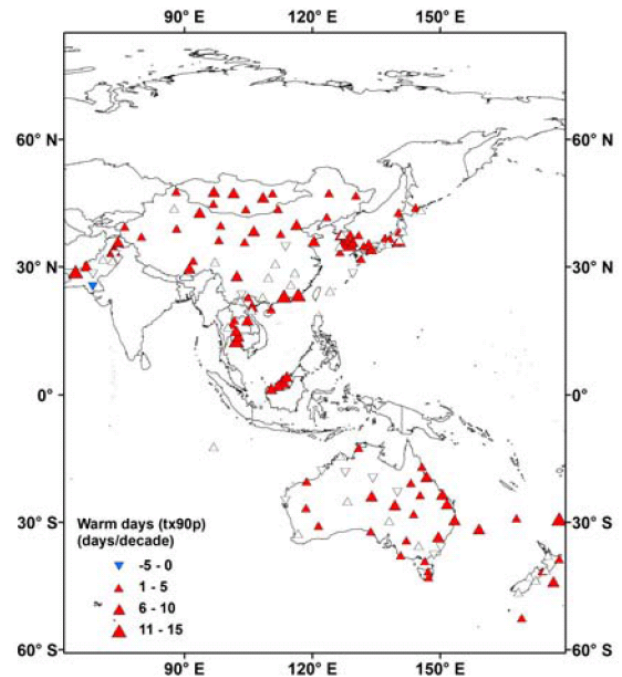 90° E 120° E 150° E
60° N 60° N
30° N 30° N
0° 0°
30° S 30° S
60° S 60° S
Warm days (tx90p)
(days/decade)
-5 - 0
1 - 5
6 - 10
11 - 15
90° E 120° E 150° E